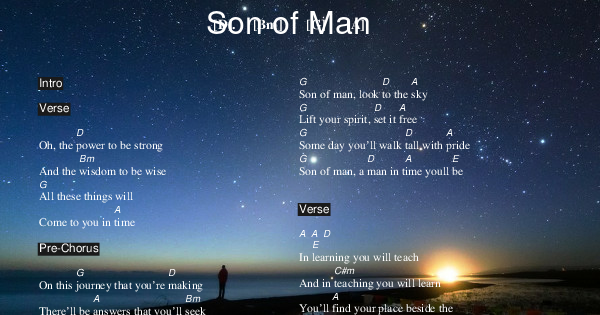 Son of Man
[D] [Bm] [G] [A]
Intro
Verse
D
Oh, the power to be strong
Bm
And the wisdom to be wise
G
All these things will
A
Come to you in time
Pre-Chorus
G D
On this journey that you're making
A Bm
There'll be answers that you'll seek
G D A
Son of man, look to the sky
G D A
Lift your spirit, set it free
G D A
Some day you'll walk tall with pride
G D A E
Son of man, a man in time youll be
Verse
A A D
E
In learning you will teach
C#m
And in teaching you will learn
A
You'll find your place beside the